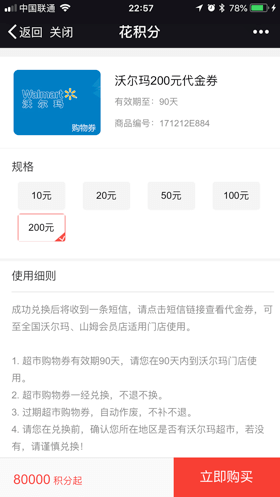 中国联通 22:57 78%
返回 关闭 花积分
Walmart
沃尔玛
购物券
沃尔玛200元代金券
有效期至：90天
商品编号：171212E884
规格
10元 20元 50元 100元
200元
使用细则
成功兑换后将收到一条短信，请点击短信链接查看代金券，可
至全国沃尔玛、山姆会员店适用门店使用。
1. 超市购物券有效期90天，请您在90天内到沃尔玛门店使
用。
2. 超市购物券一经兑换，不退不换。
3. 过期超市购物券，自动作废，不补不退。
4. 请您在兑换前，确认您所在地区是否有沃尔玛超市，若没
有，请谨慎兑换！
80000 积分起 立即购买